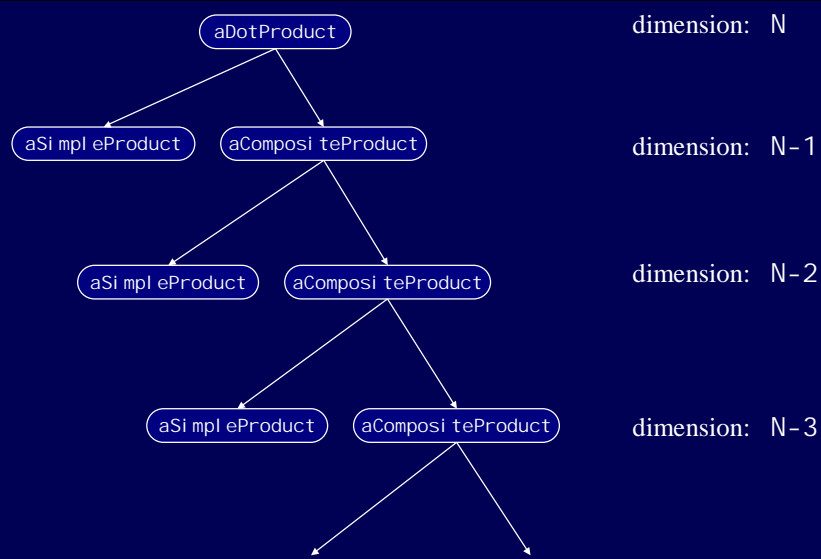 aDotProduct dimension: N
aSimpleProduct aCompositeProduct dimension: N-1
aSimpleProduct aCompositeProduct dimension: N-2
aSimpleProduct aCompositeProduct dimension: N-3